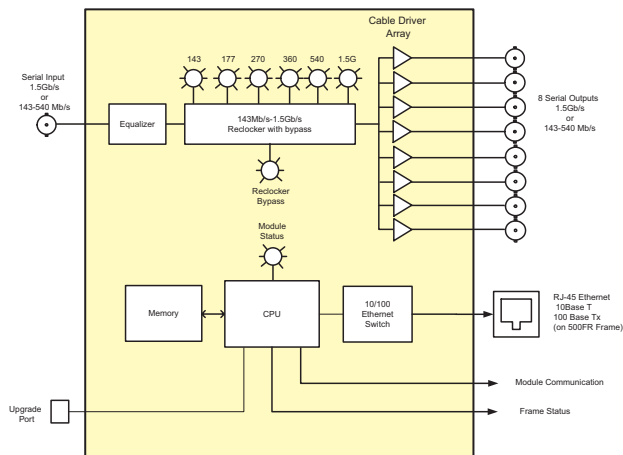 Cable Driver
Array
143
177
270
360
540
1.5G
Serial Input
1.5Gb/s
or
143-540 Mb/s
Equalizer
143Mb/s-1.5Gb/s
Reclocker with bypass
8 Serial Outputs
1.5Gb/s
or
143-540 Mb/s
Reclocker
Bypass
Module
Status
Memory
CPU
10/100
Ethernet
Switch
RJ-45 Ethernet
10Base T
100 Base Tx
(on 500FR Frame)
Module Communication
Upgrade
Port
Frame Status